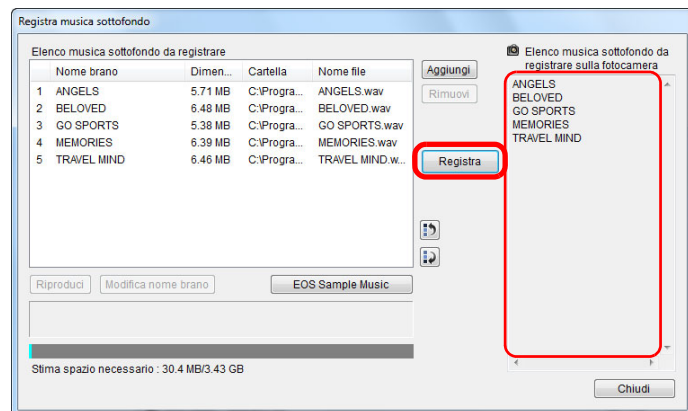 Registra musica sottofondo
Elenco musica sottofondo da registrare
Nome brano Dimen... Cartella Nome file
1 ANGELS 5.71 MB C:\Progra... ANGELS.wav
2 BELOVED 6.48 MB C:\Progra... BELOVED.wav
3 GO SPORTS 5.38 MB C:\Progra... GO SPORTS.wav
4 MEMORIES 6.39 MB C:\Progra... MEMORIES.wav
5 TRAVEL MIND 6.46 MB C:\Progra... TRAVEL MIND.w...
Aggiungi
Rimuovi
Registra
Elenco musica sottofondo da
registrare sulla fotocamera
ANGELS
BELOVED
GO SPORTS
MEMORIES
TRAVEL MIND
Riproduci Modifica nome brano EOS Sample Music
Stima spazio necessario : 30.4 MB/3.43 GB
Chiudi